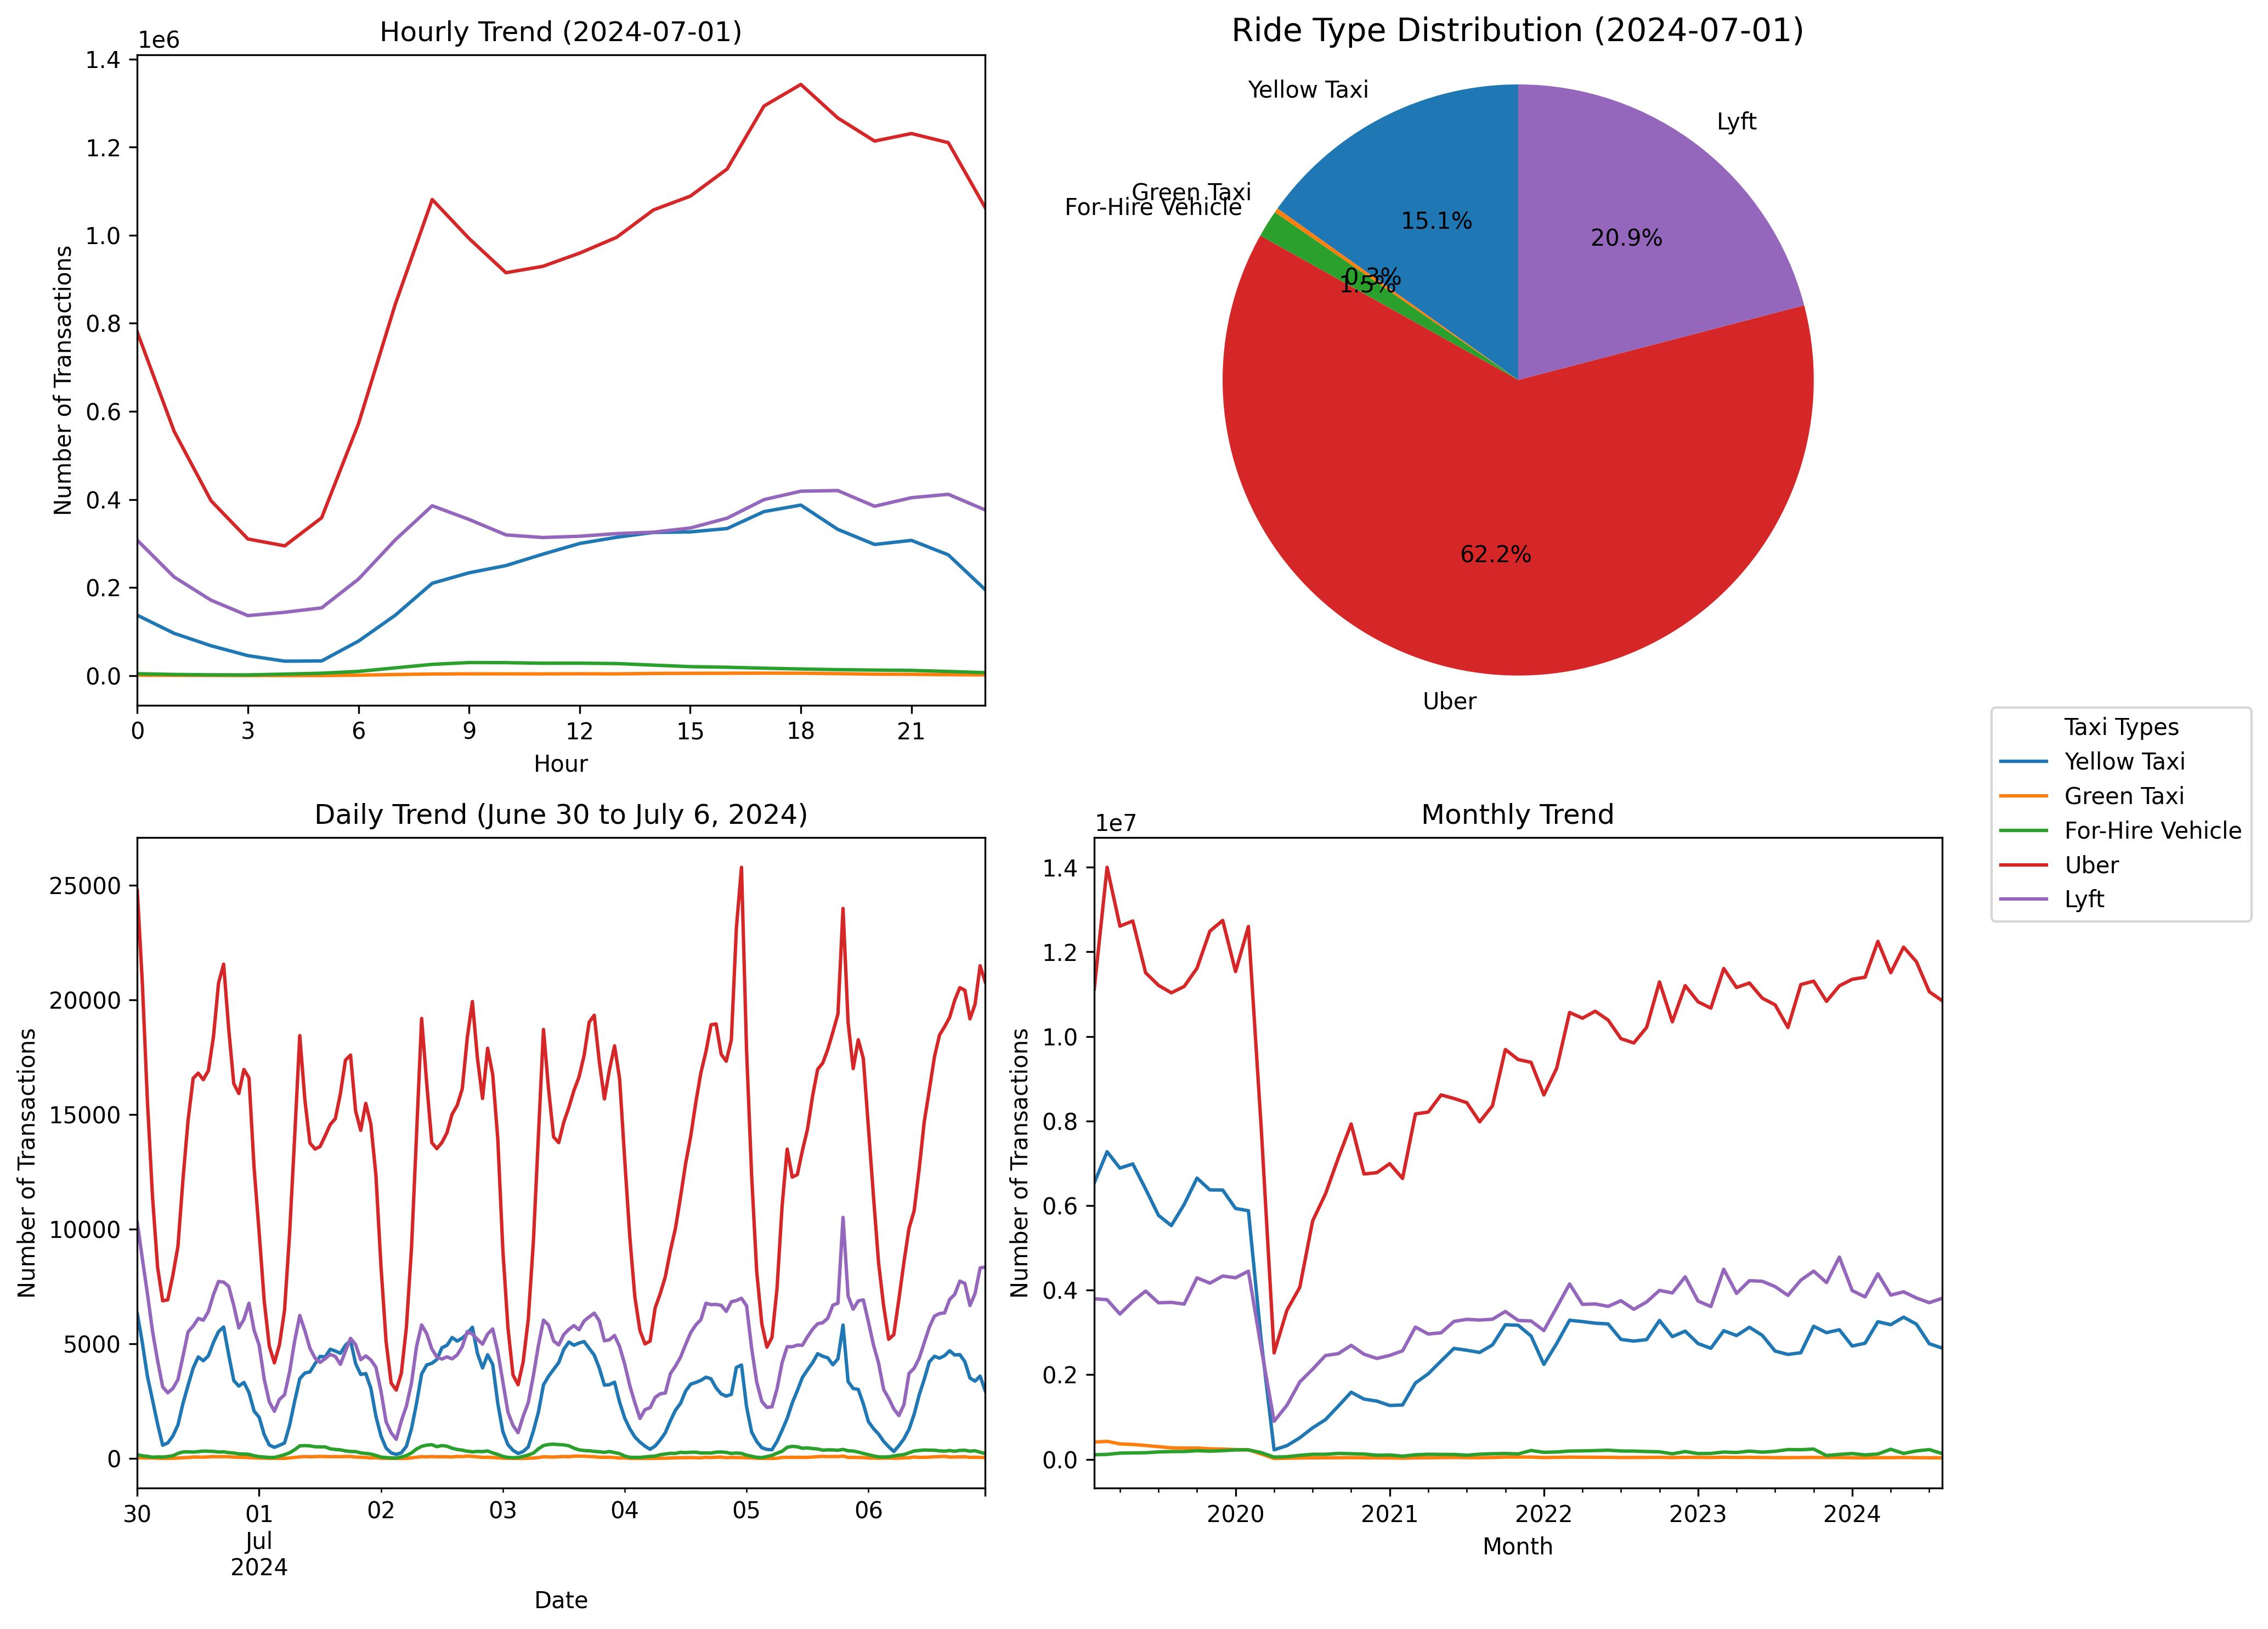 Hourly Trend (2024-07-01)
1e6
1.4
1.2
1.0
0.8
0.6
0.4
0.2
0.0
Number of Transactions
0 3 6 9 12 15 18 21
Hour
Ride Type Distribution (2024-07-01)
Yellow Taxi
Lyft
Green Taxi
For-Hire Vehicle
15.1%
20.9%
0.3%
1.5%
62.2%
Uber
Taxi Types
Yellow Taxi
Green Taxi
For-Hire Vehicle
Uber
Lyft
Daily Trend (June 30 to July 6, 2024)
25000
20000
15000
10000
5000
0
Number of Transactions
30 01 02 03 04 05 06
Jul
2024
Date
Monthly Trend
1e7
1.4
1.2
1.0
0.8
0.6
0.4
0.2
0.0
Number of Transactions
2020 2021 2022 2023 2024
Month